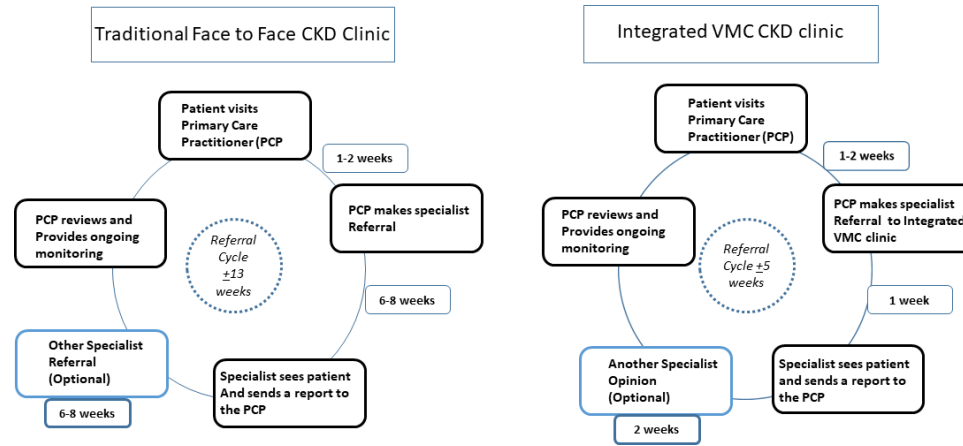 Traditional Face to Face CKD Clinic
Patient visits
Primary Care
Practitioner (PCP
1-2 weeks
PCP makes specialist
Referral
6-8 weeks
Specialist sees patient
And sends a report to
the PCP
Other Specialist
Referral
(Optional)
6-8 weeks
PCP reviews and
Provides ongoing
monitoring
Referral
Cycle
+13
weeks
Integrated VMC CKD clinic
Patient visits
Primary Care
Practitioner (PCP)
1-2 weeks
PCP makes specialist
Referral to Integrated
VMC clinic
1 week
Specialist sees patient
and sends a report to
the PCP
Another Specialist
Opinion
(Optional)
2 weeks
PCP reviews and
Provides ongoing
monitoring
Referral
Cycle +5
weeks